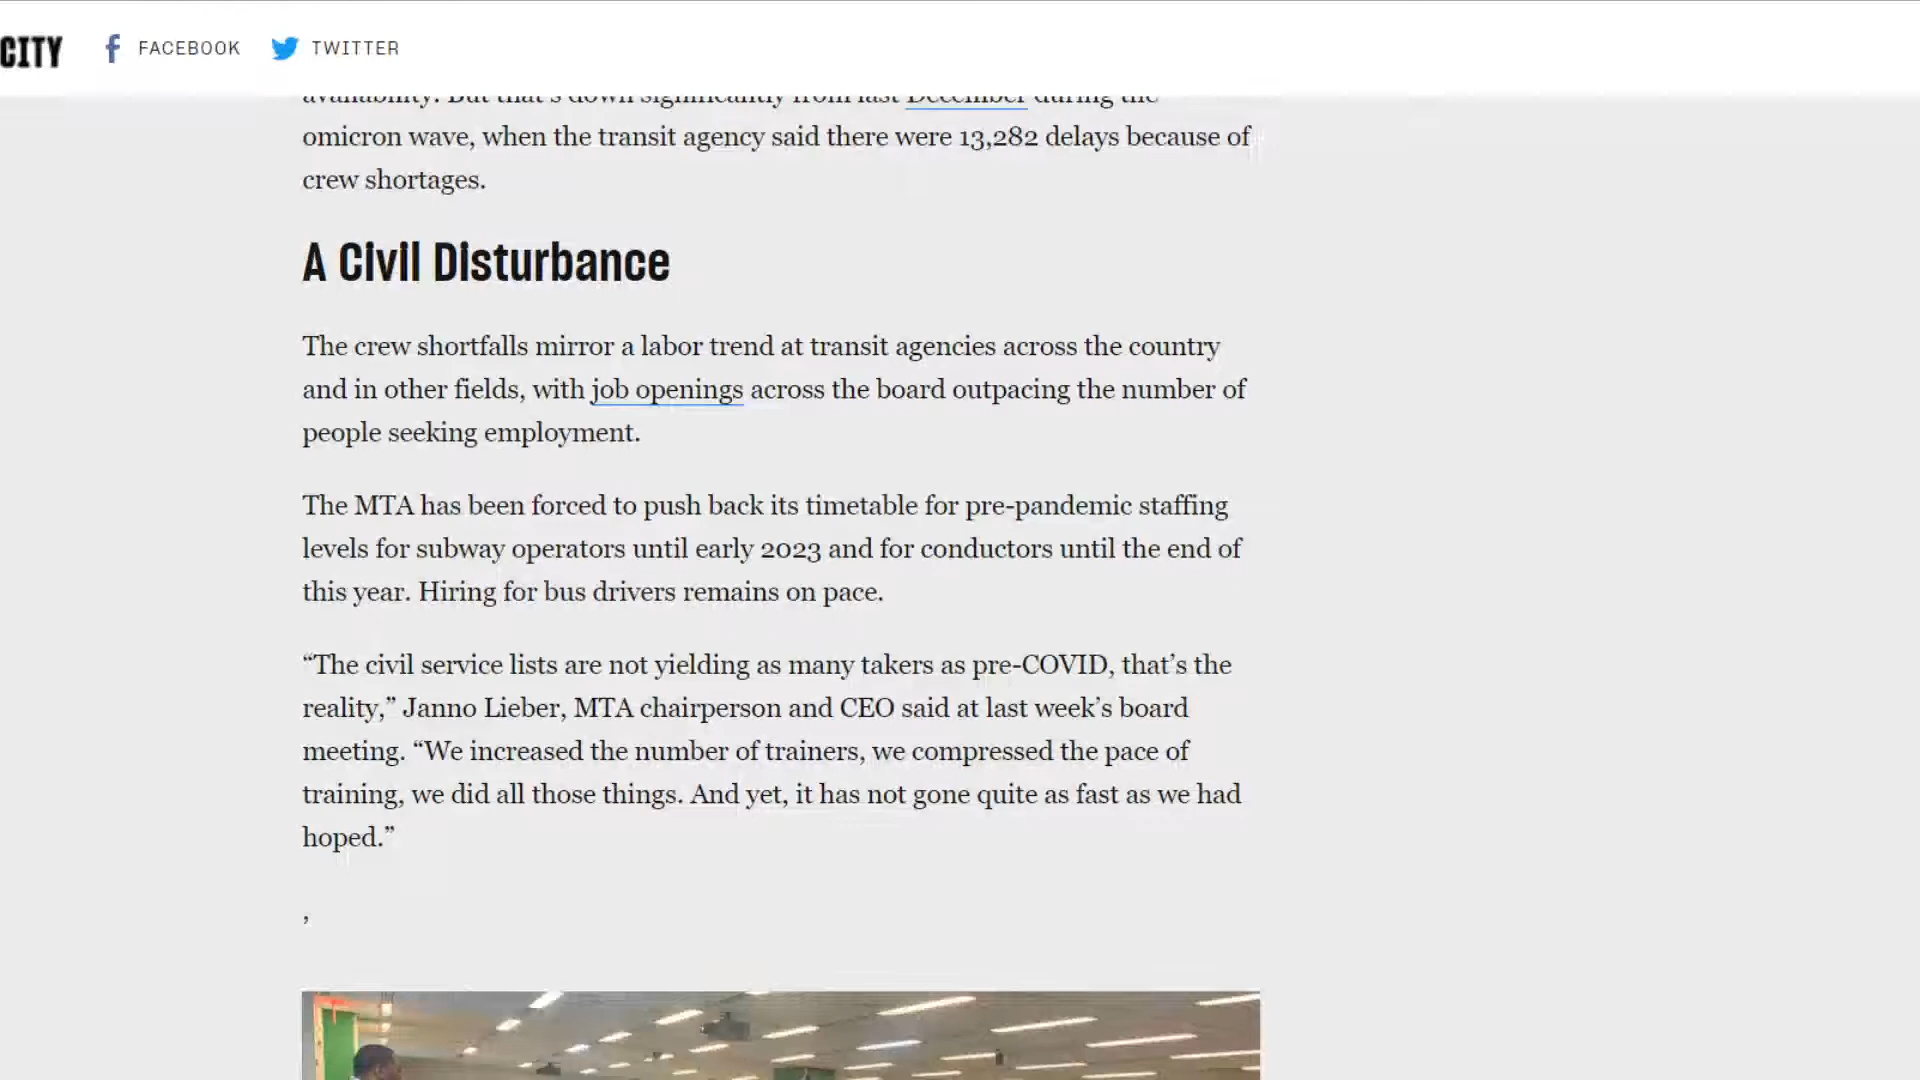 CITY
FACEBOOK
TWITTER
availability. But that's down significantly from last December during the
omicron wave, when the transit agency said there were 13,282 delays because of
crew shortages.
A Civil Disturbance
The crew shortfalls mirror a labor trend at transit agencies across the country
and in other fields, with job openings across the board outpacing the number of
people seeking employment.
The MTA has been forced to push back its timetable for pre-pandemic staffing
levels for subway operators until early 2023 and for conductors until the end of
this year. Hiring for bus drivers remains on pace.
“The civil service lists are not yielding as many takers as pre-COVID, that’s the
reality,” Janno Lieber, MTA chairperson and CEO said at last week’s board
meeting. “We increased the number of trainers, we compressed the pace of
training, we did all those things. And yet, it has not gone quite as fast as we had
hoped.”
,